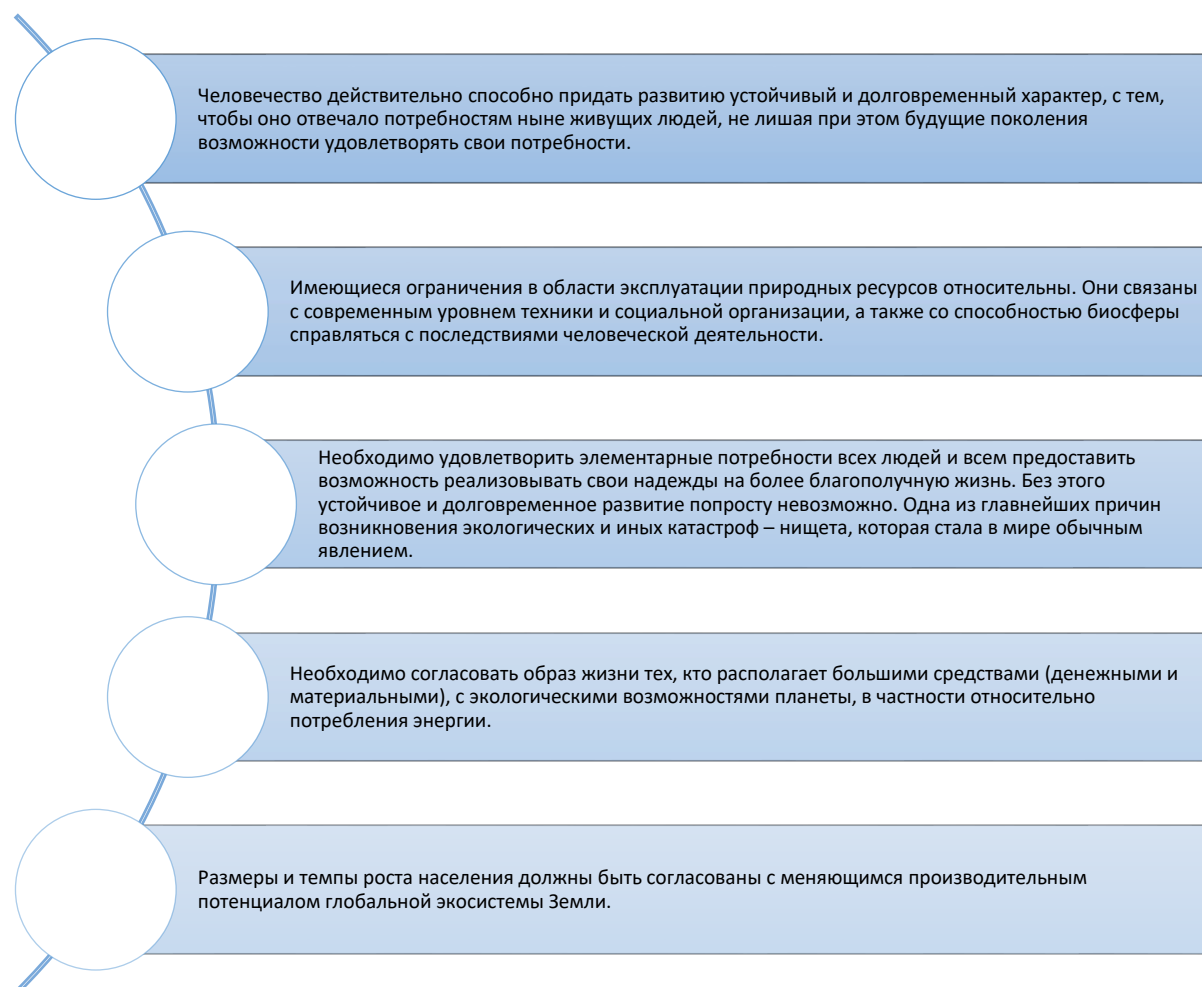 Человечество действительно способно придать развитию устойчивый и долговременный характер, с тем,
чтобы оно отвечало потребностям ныне живущих людей, не лишая при этом будущие поколения
возможности удовлетворять свои потребности.
Имеющиеся ограничения в области эксплуатации природных ресурсов относительны. Они связаны
с современным уровнем техники и социальной организации, а также со способностью биосферы
справляться с последствиями человеческой деятельности.
Необходимо удовлетворить элементарные потребности всех людей и всем предоставить
возможность реализовывать свои надежды на более благополучную жизнь. Без этого
устойчивое и долговременное развитие попросту невозможно. Одна из главнейших причин
возникновения экологических и иных катастроф – нищета, которая стала в мире обычным
явлением.
Необходимо согласовать образ жизни тех, кто располагает большими средствами (денежными и
материальными), с экологическими возможностями планеты, в частности относительно
потребления энергии.
Размеры и темпы роста населения должны быть согласованы с меняющимся производительным
потенциалом глобальной экосистемы Земли.